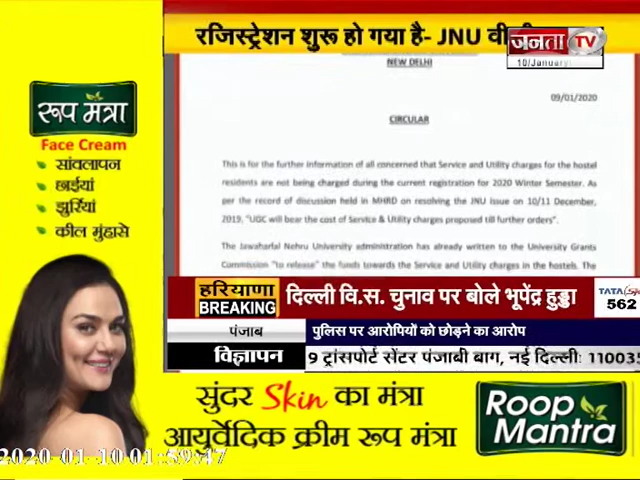 रजिस्ट्रेशन शुरू हो गया है- JNU
जनता TV
10/January
NEW DELHI
09/01/2020
CIRCULAR
This is for the further information of all concerned that Service and Utility charges for the hostel
residents are not being charged during the current registration for 2020 Winter Semester. As
per the record of discussion held in MHRD on resolving the JNU issue on 10/11 December,
2019, "UGC will bear the cost of Service & Utility charges proposed till further orders".
The Jawaharlal Nehru University administration has already written to the University Grants
Commission "to release" the funds towards the Service and Utility charges in the hostels. The
रूप मंत्रा
Face Cream
सांवलापन
छाईयां
झुर्रियां
कील मुंहासे
हरियाणा
BREAKING
दिल्ली वि.स. चुनाव पर बोले भूपेंद्र हुड्डा
TATA Sky
562
पंजाब
पुलिस पर आरोपियों को छोड़ने का आरोप
विज्ञापन
9 ट्रांसपोर्ट सेंटर पंजाबी बाग, नई दिल्ली: 110035
सुंदर Skin का मंत्रा
आयुर्वेदिक क्रीम रूप मंत्रा
Roop
Mantra
2020-01-10 01:59:47